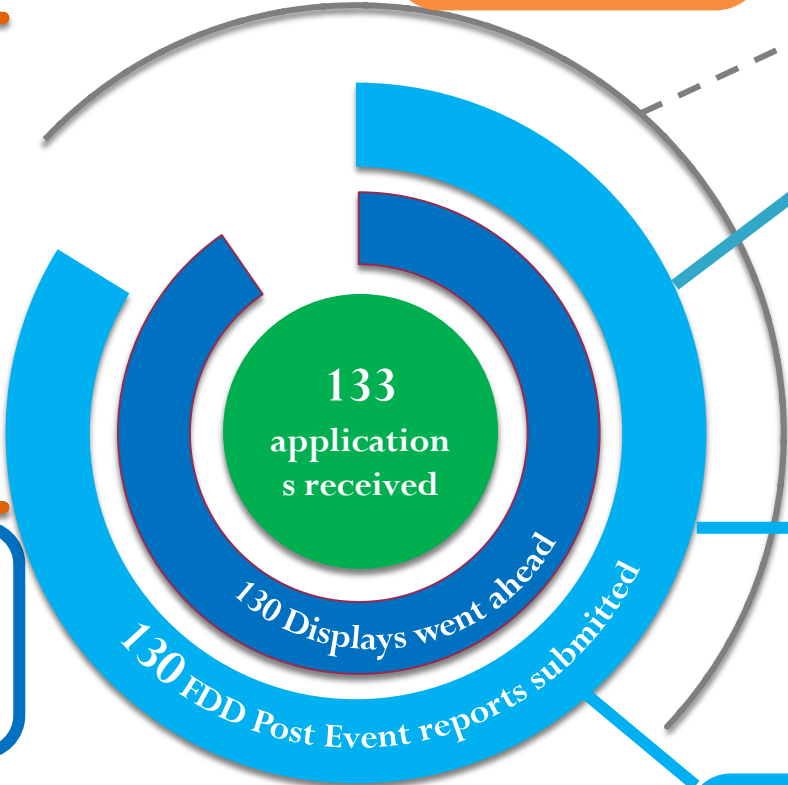 133
application
s received
130 Displays went ahead
130 FDD Post Event reports submitted